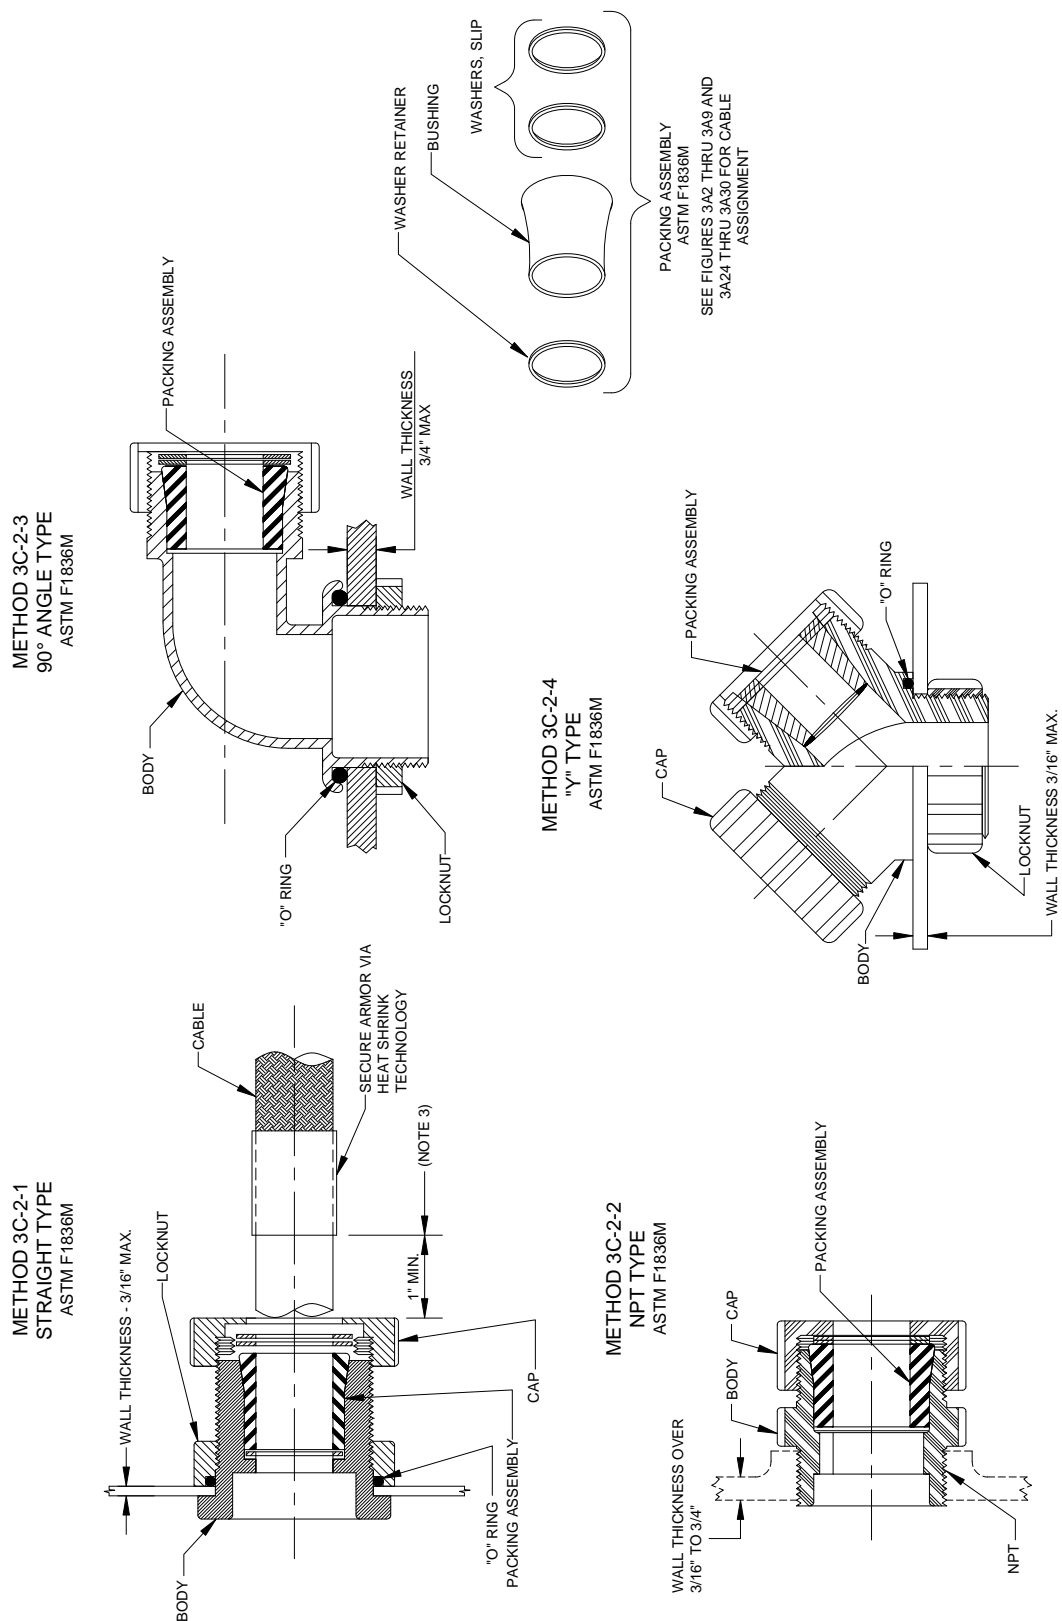 METHOD 3C-2-1
STRAIGHT TYPE
ASTM F1836M
WALL THICKNESS - 3/16" MAX.
LOCKNUT
CABLE
SECURE ARMOR VIA
HEAT SHRINK
TECHNOLOGY
(NOTE 3)
1" MIN.
CAP
"O" RING
PACKING ASSEMBLY
BODY
METHOD 3C-2-3
90° ANGLE TYPE
ASTM F1836M
BODY
PACKING ASSEMBLY
"O" RING
LOCKNUT
WALL THICKNESS
3/4" MAX
WASHER RETAINER
BUSHING
WASHERS, SLIP
PACKING ASSEMBLY
ASTM F1836M
SEE FIGURES 3A2 THRU 3A9 AND
3A24 THRU 3A30 FOR CABLE
ASSIGNMENT
METHOD 3C-2-2
NPT TYPE
ASTM F1836M
WALL THICKNESS OVER
3/16" TO 3/4"
BODY
CAP
PACKING ASSEMBLY
NPT
METHOD 3C-2-4
"Y" TYPE
ASTM F1836M
CAP
PACKING ASSEMBLY
"O" RING
BODY
LOCKNUT
WALL THICKNESS 3/16" MAX.